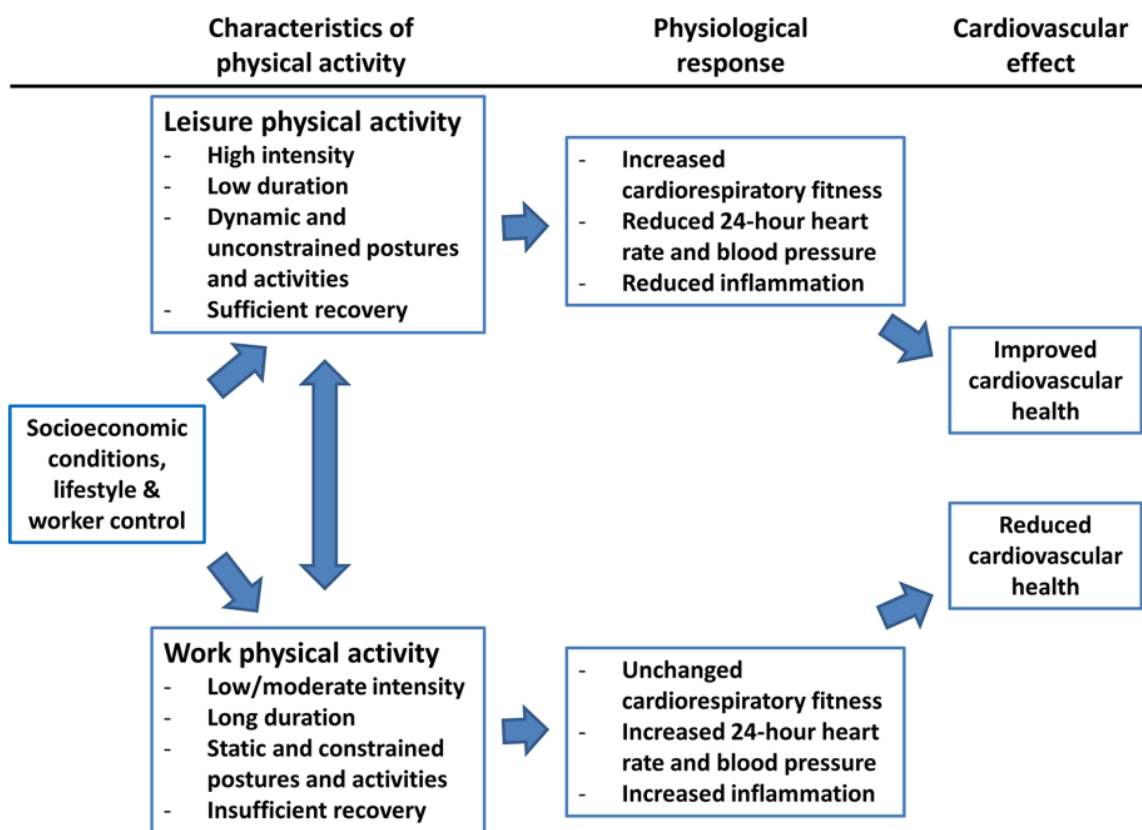 Characteristics of
physical activity
Physiological
response
Cardiovascular
effect
Leisure physical activity
- High intensity
- Low duration
- Dynamic and
unconstrained postures
and activities
- Sufficient recovery
- Increased
cardiorespiratory fitness
- Reduced 24-hour heart
rate and blood pressure
- Reduced inflammation
Improved
cardiovascular
health
Socioeconomic
conditions,
lifestyle &
worker control
Reduced
cardiovascular
health
Work physical activity
- Low/moderate intensity
- Long duration
- Static and constrained
postures and activities
- Insufficient recovery
- Unchanged
cardiorespiratory fitness
- Increased 24-hour heart
rate and blood pressure
- Increased inflammation